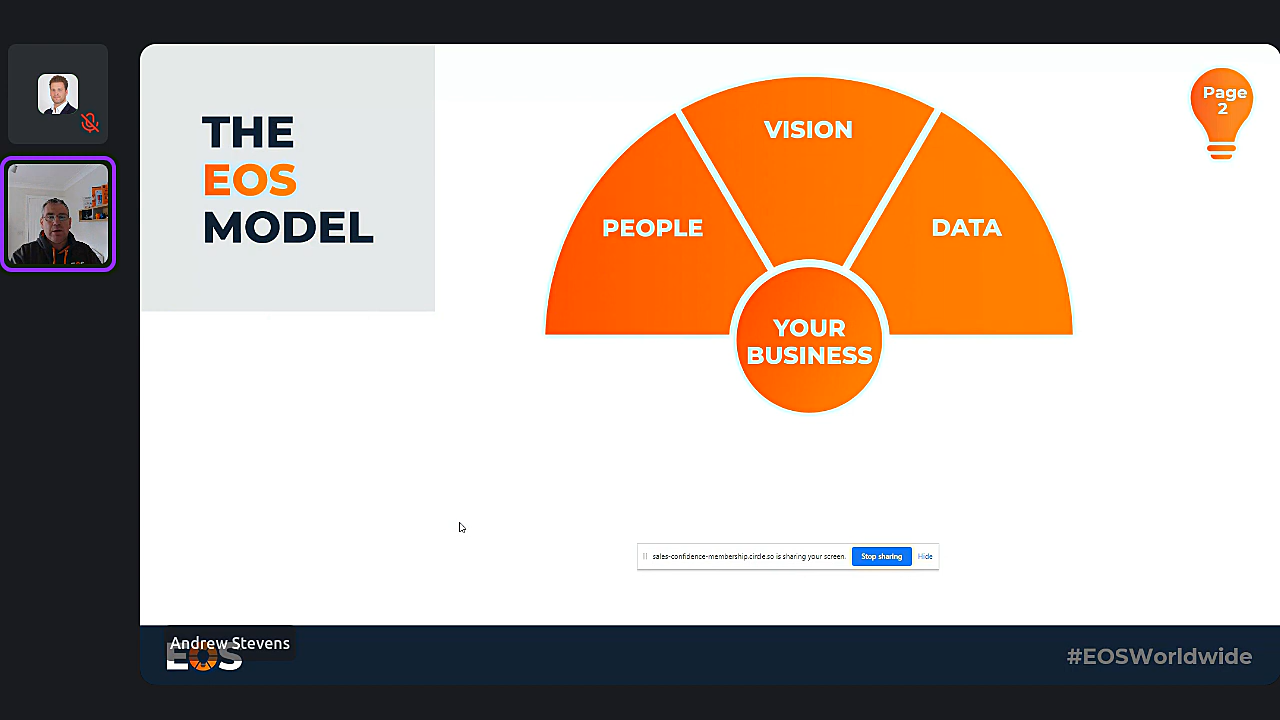 THE
EOS
MODEL
VISION
PEOPLE
DATA
YOUR
BUSINESS
Page
2
sales-confidence-membership.circle.so is sharing your screen.
Stop sharing
Hide
Andrew Stevens
EOS
#EOSWorldwide